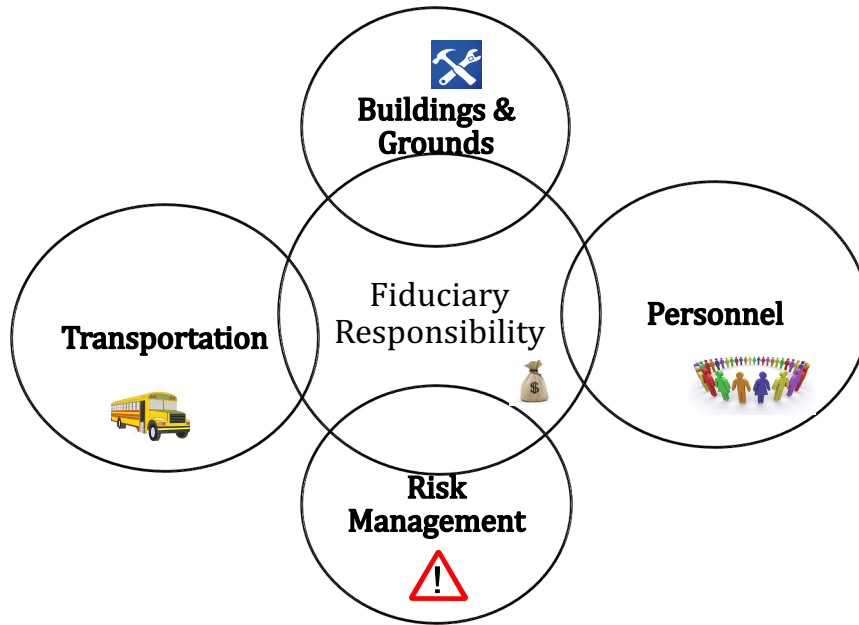 Buildings &
Grounds
Fiduciary
Responsibility
Transportation
Personnel
$
Risk
Management
!